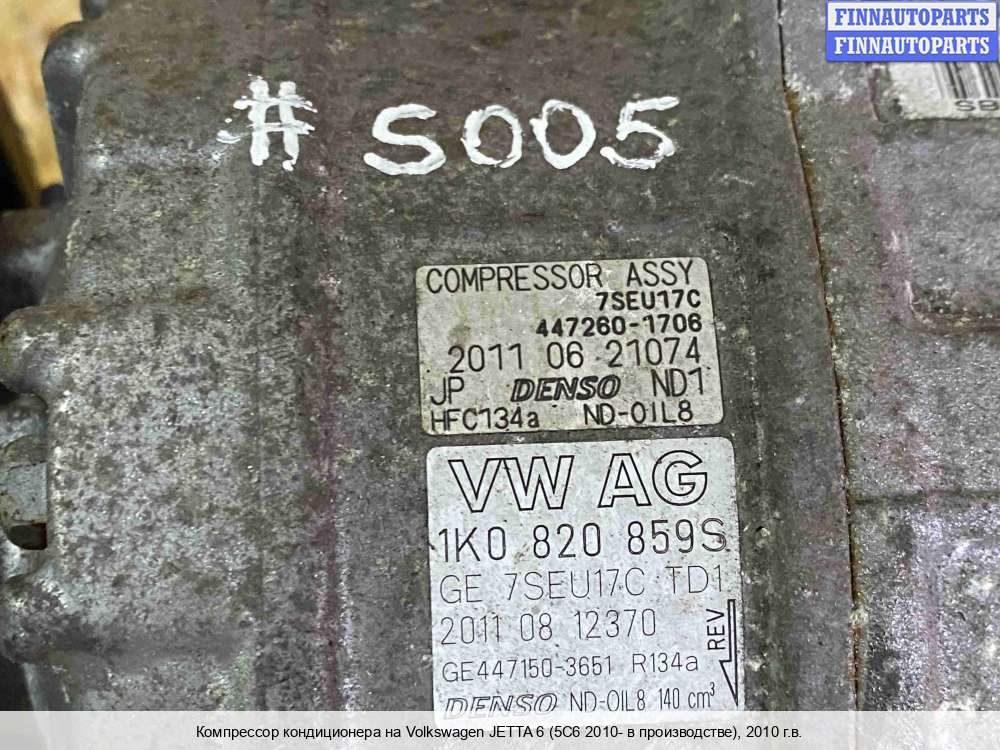 FINNAUTOPARTS
FINNAUTOPARTS
SB
# S005
COMPRESSOR ASSY
7SEU17C
447260-1706
2011 06 21074
JP DENSO ND1
HFC134a ND-OIL8
VW AG
1K0 820 859S
GE 7SEU17C TD1
2011 08 12370
REV
GE447150-3651 R134a
DENSO ND-OIL8 140 cm³
Компрессор кондиционера на Volkswagen JETTA 6 (5C6 2010- в производстве), 2010 г.в.